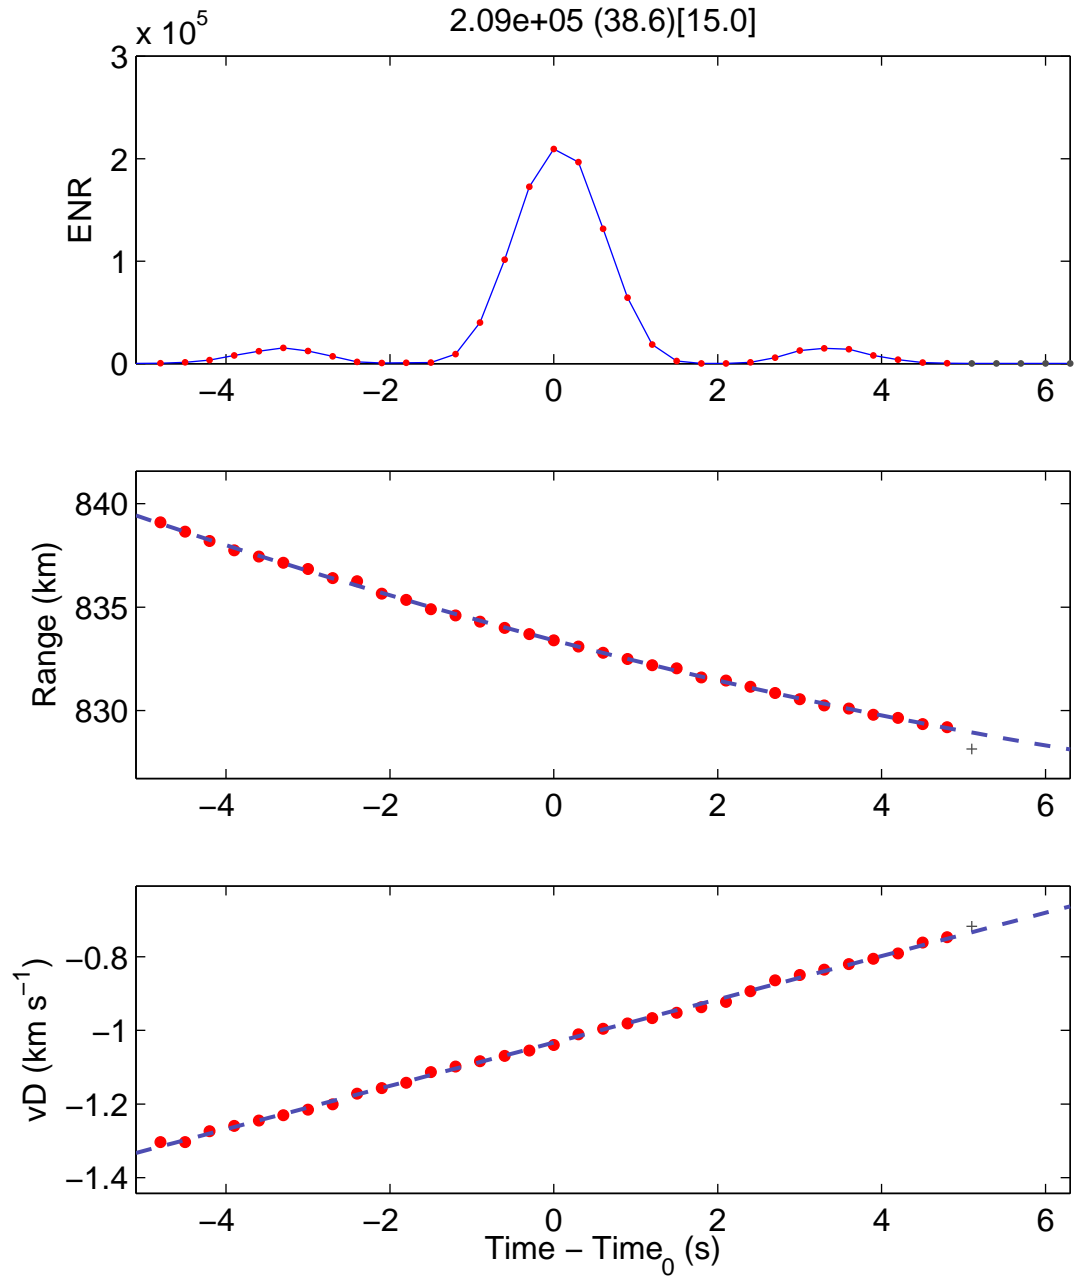 2.09e+05 (38.6)[15.0]
x 10^5
3
2
1
0
ENR
−4 −2 0 2 4 6
840
835
830
Range (km)
−4 −2 0 2 4 6
−0.8
−1
−1.2
−1.4
vD (km s^−1)
−4 −2 0 2 4 6
Time − Time_0 (s)